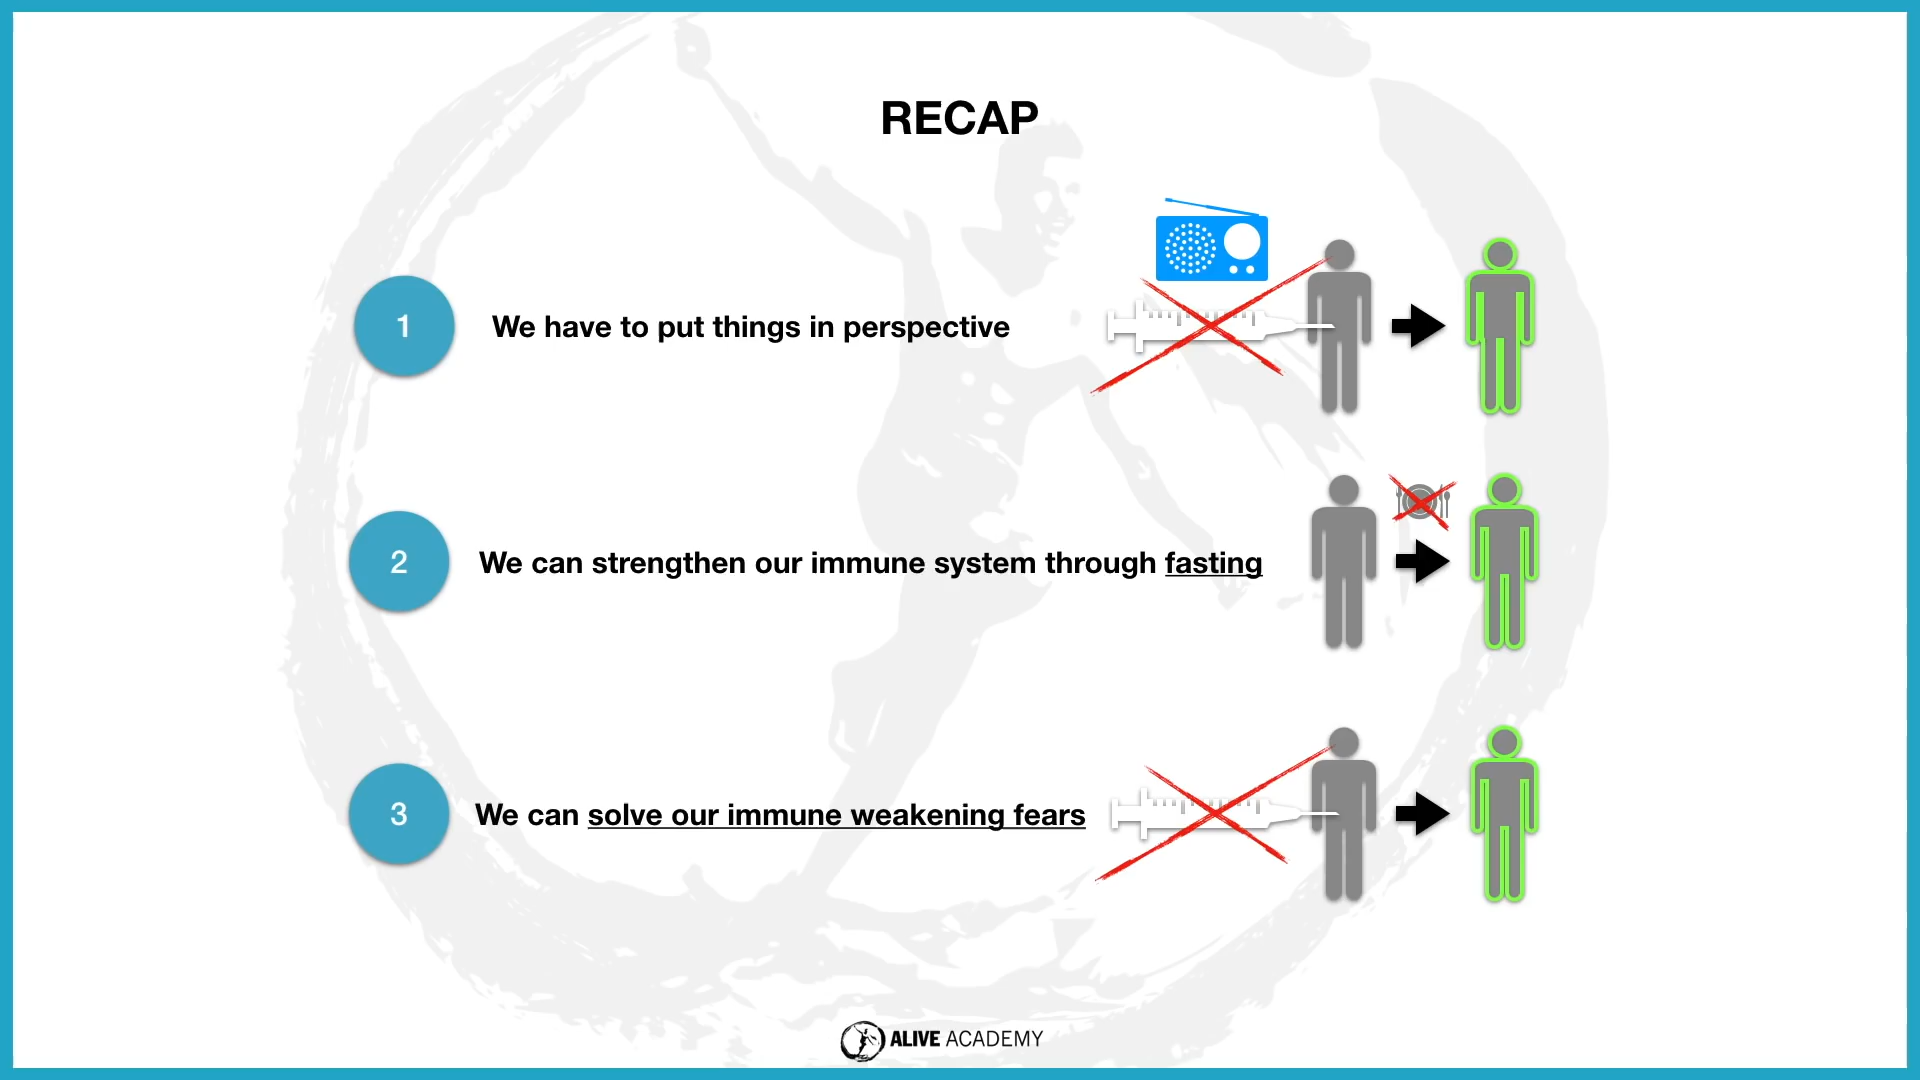 RECAP
1
We have to put things in perspective
2
We can strengthen our immune system through fasting
3
We can solve our immune weakening fears
ALIVE ACADEMY